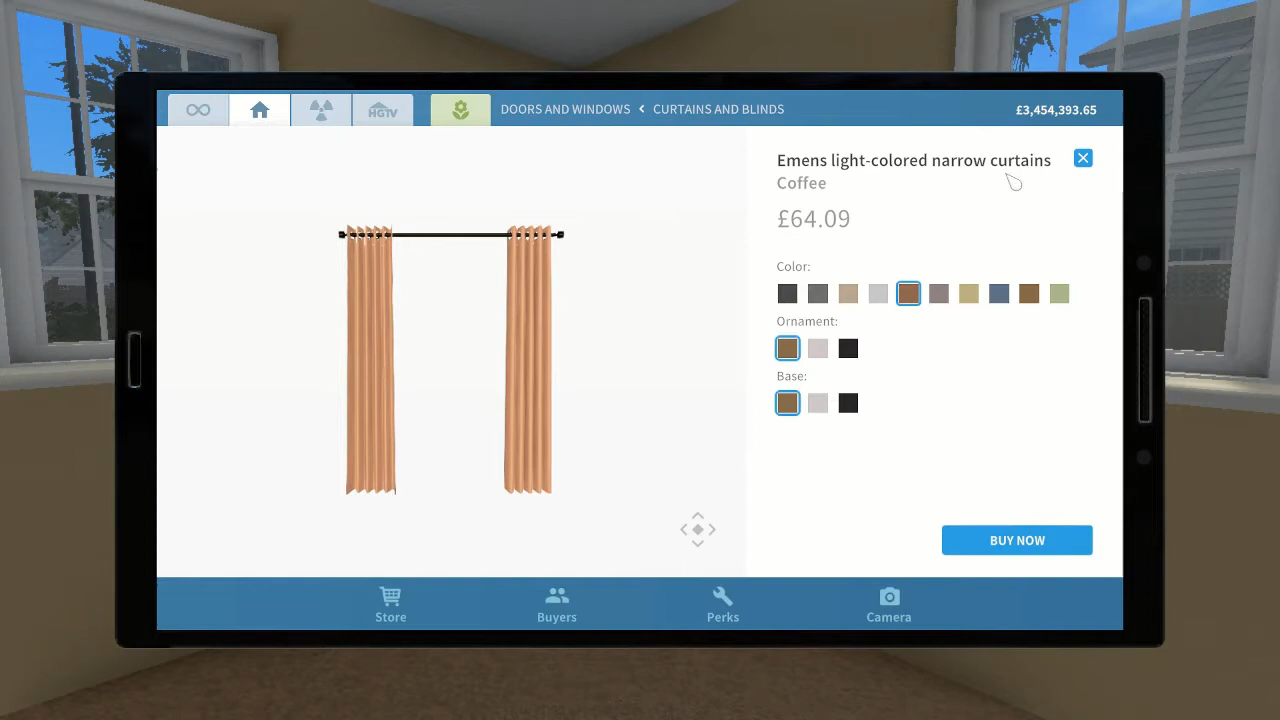 HGTV
DOORS AND WINDOWS
CURTAINS AND BLINDS
£3,454,393.65
Emens light-colored narrow curtains
Coffee
£64.09
Color:
Ornament:
Base:
BUY NOW
Store
Buyers
Perks
Camera